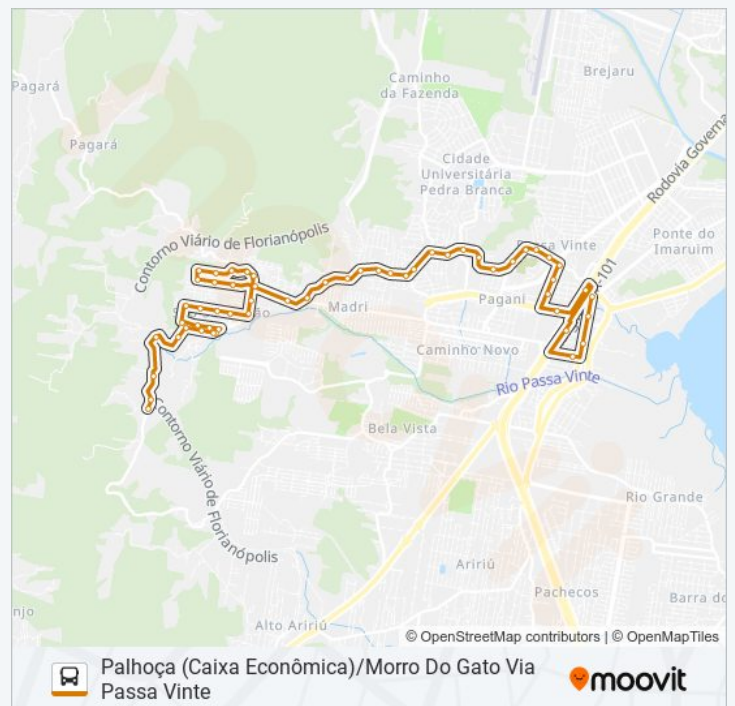 Brejaru
Caminho
da Fazenda
Pagará
Pagará
Cidade
Universitária
Pedra Branca
Rodovia Governa
Contorno Viário de Florianópolis
Ponte do
Imaruim
Passa Vinte
-101
Pagani
Madri
Caminho Novo
Rio Passa Vinte
Bela Vista
Contorno Viário de Florianópolis
Rio Grande
Aririú
Pachecos
Barra do
njo
Alto Aririú
© OpenStreetMap contributors | © OpenMapTiles
Palhoça (Caixa Econômica)/Morro Do Gato Via
Passa Vinte
moovit